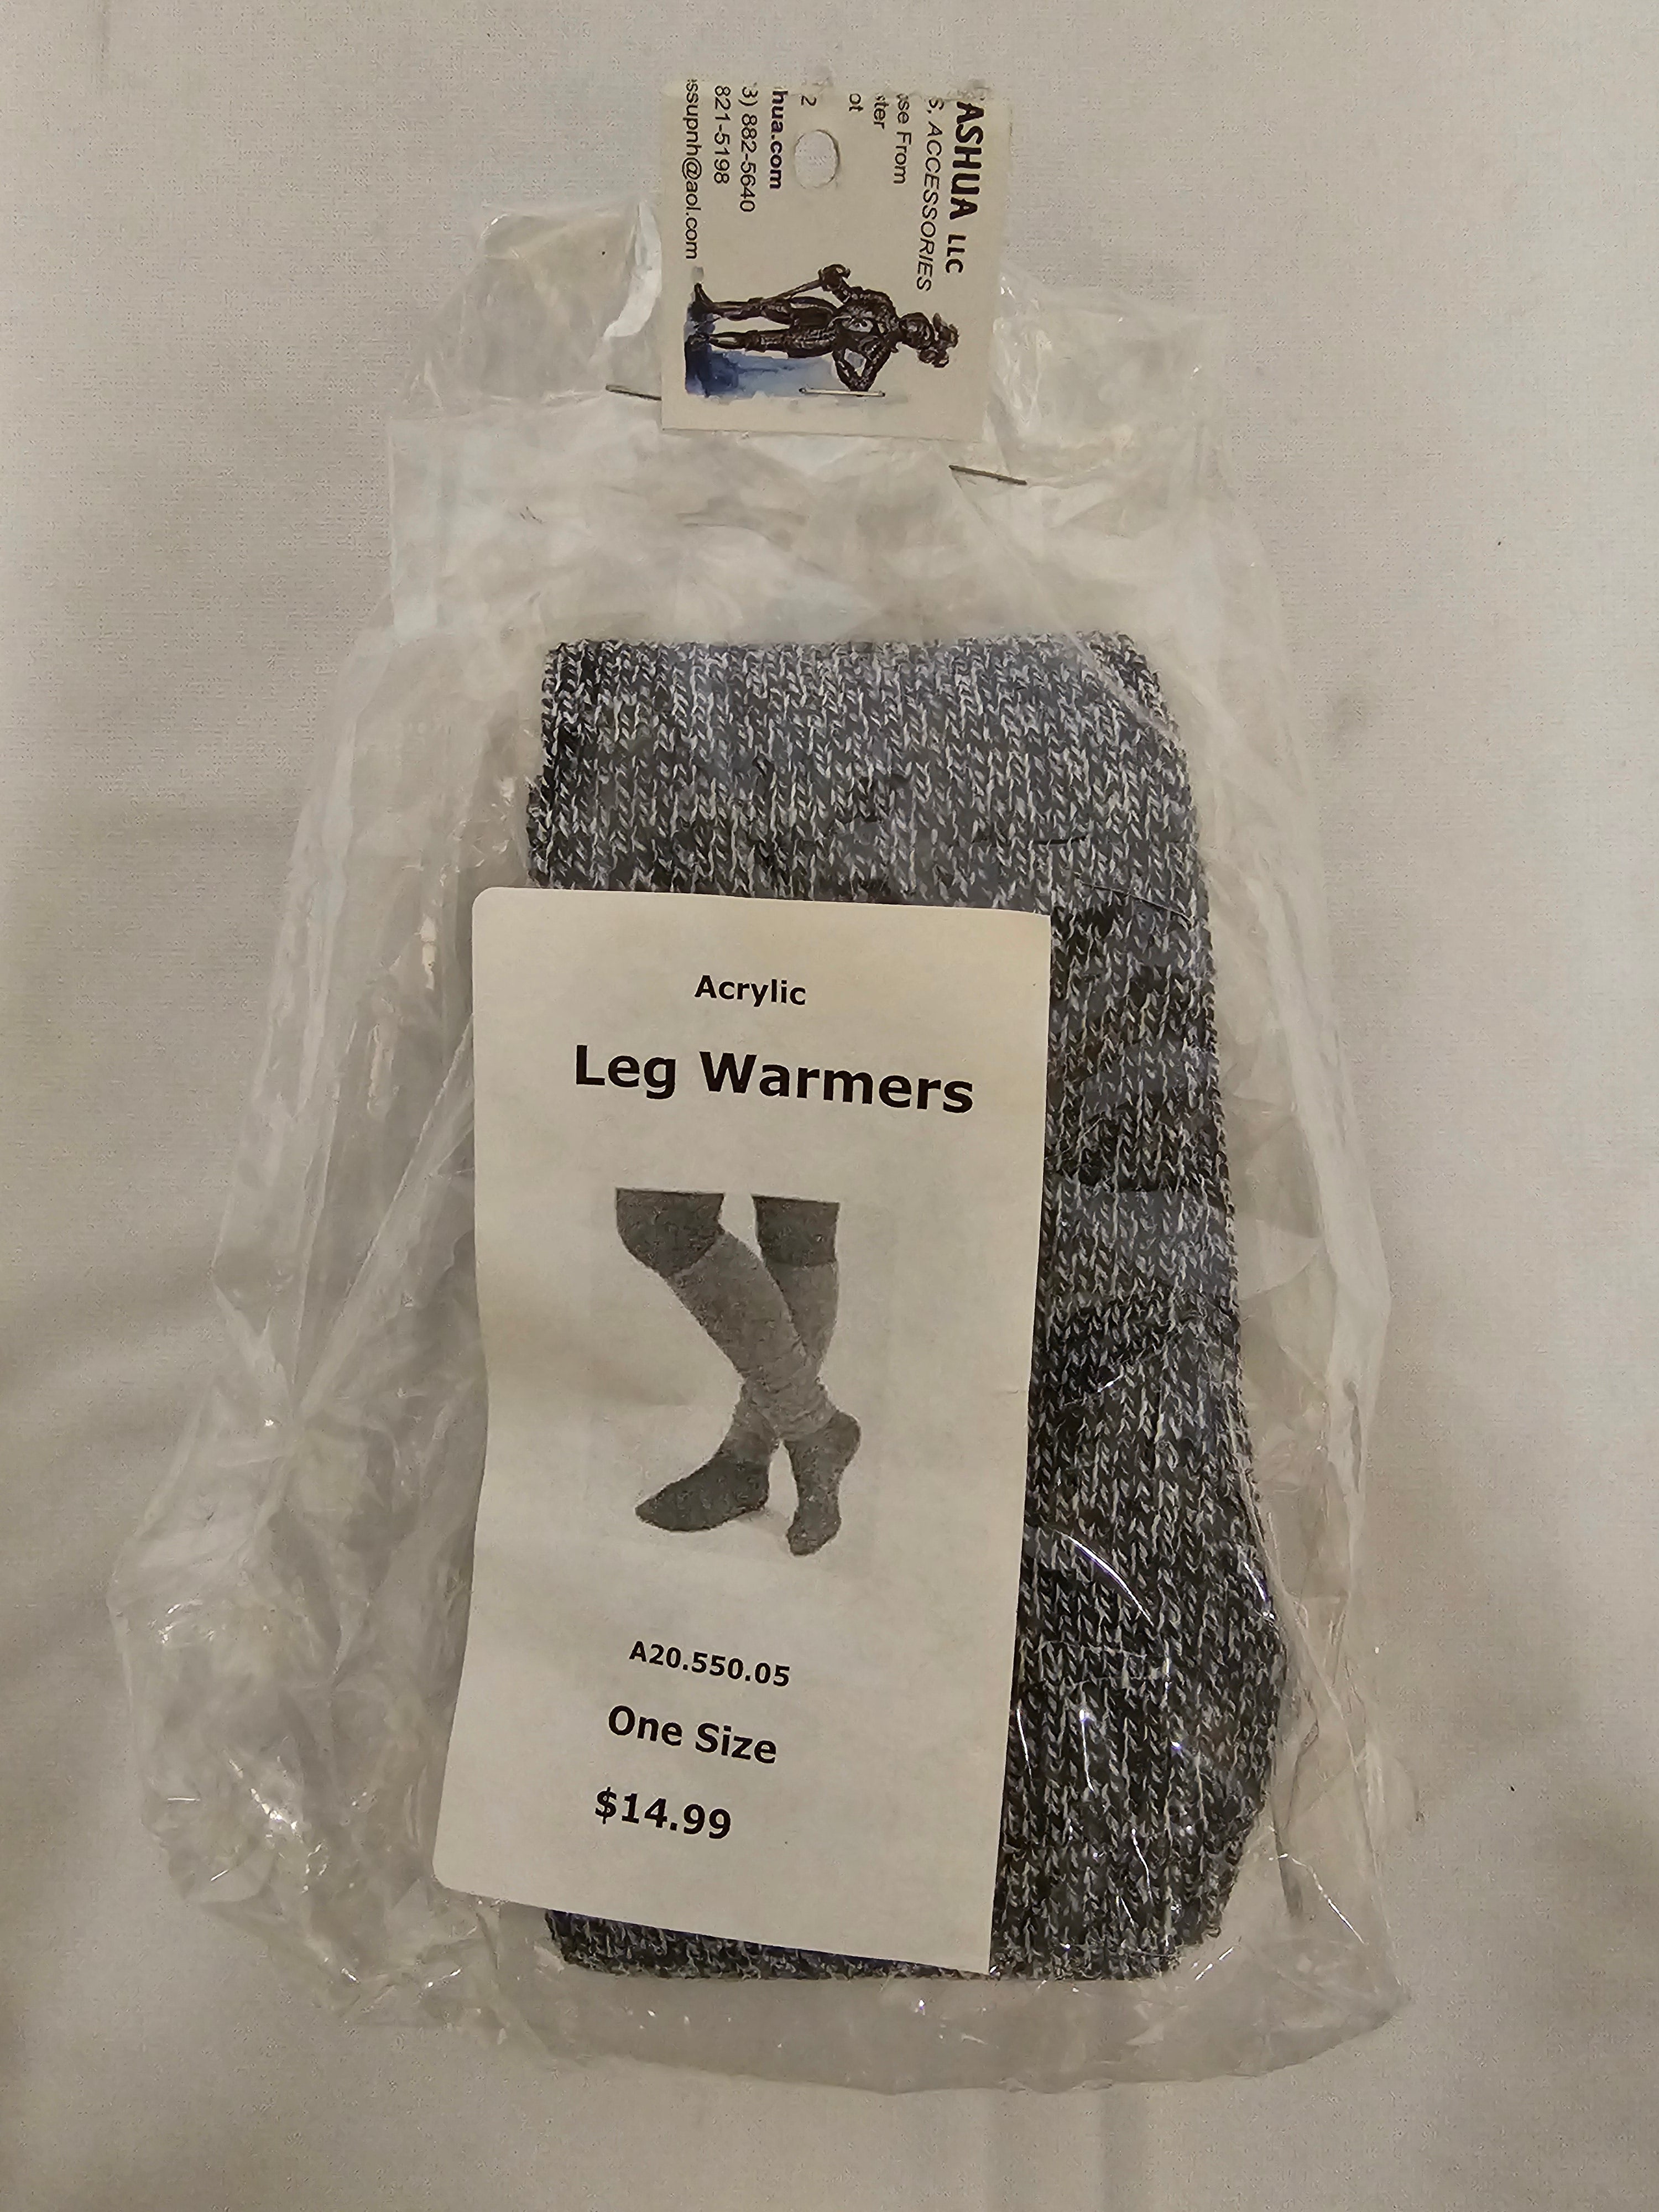 ASHUA LLC
S, ACCESSORIES
se From
ter
ot
2
hua.com
3) 882-5640
821-5198
ssupnh@aol.com
Acrylic
Leg Warmers
A20.550.05
One Size
$14.99